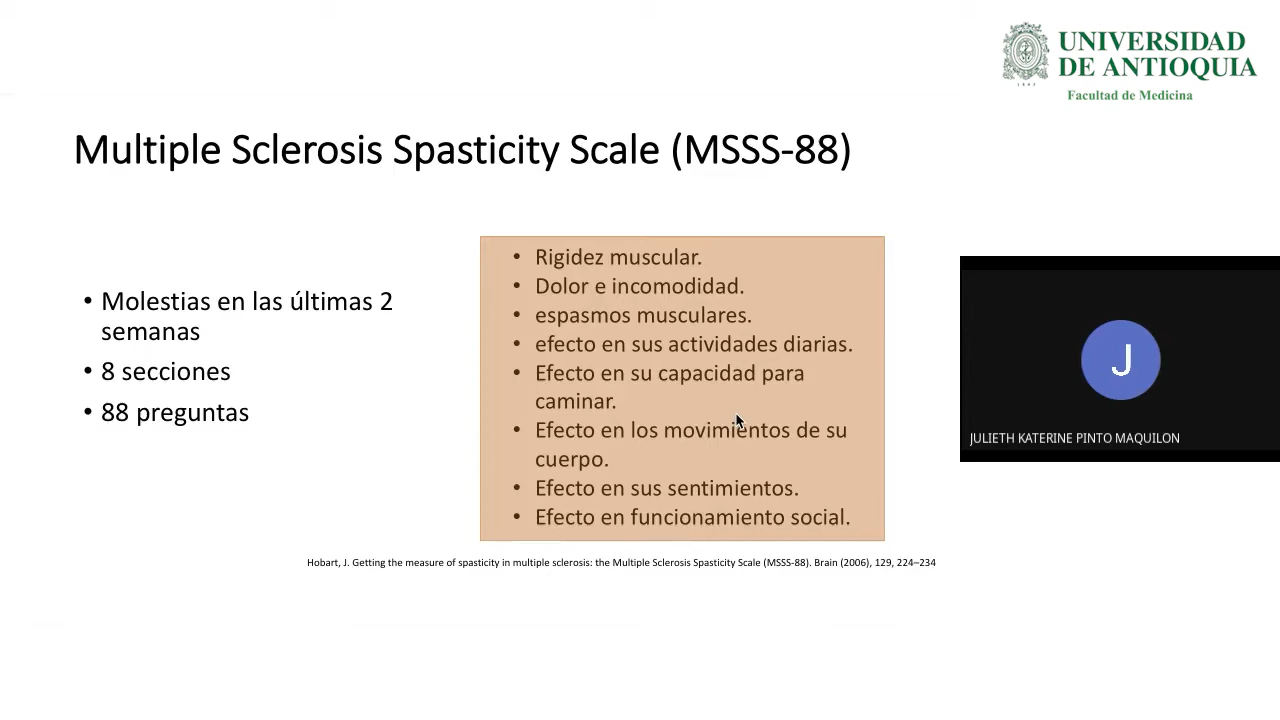 UNIVERSIDAD
DE ANTIOQUIA
1803
Facultad de Medicina
Multiple Sclerosis Spasticity Scale (MSSS-88)
• Molestias en las últimas 2
semanas
• 8 secciones
• 88 preguntas
• Rigidez muscular.
• Dolor e incomodidad.
• espasmos musculares.
• efecto en sus actividades diarias.
• Efecto en su capacidad para
caminar.
• Efecto en los movimientos de su
cuerpo.
• Efecto en sus sentimientos.
• Efecto en funcionamiento social.
J
JULIETH KATERINE PINTO MAQUILON
Hobart, J. Getting the measure of spasticity in multiple sclerosis: the Multiple Sclerosis Spasticity Scale (MSSS-88). Brain (2006), 129, 224–234